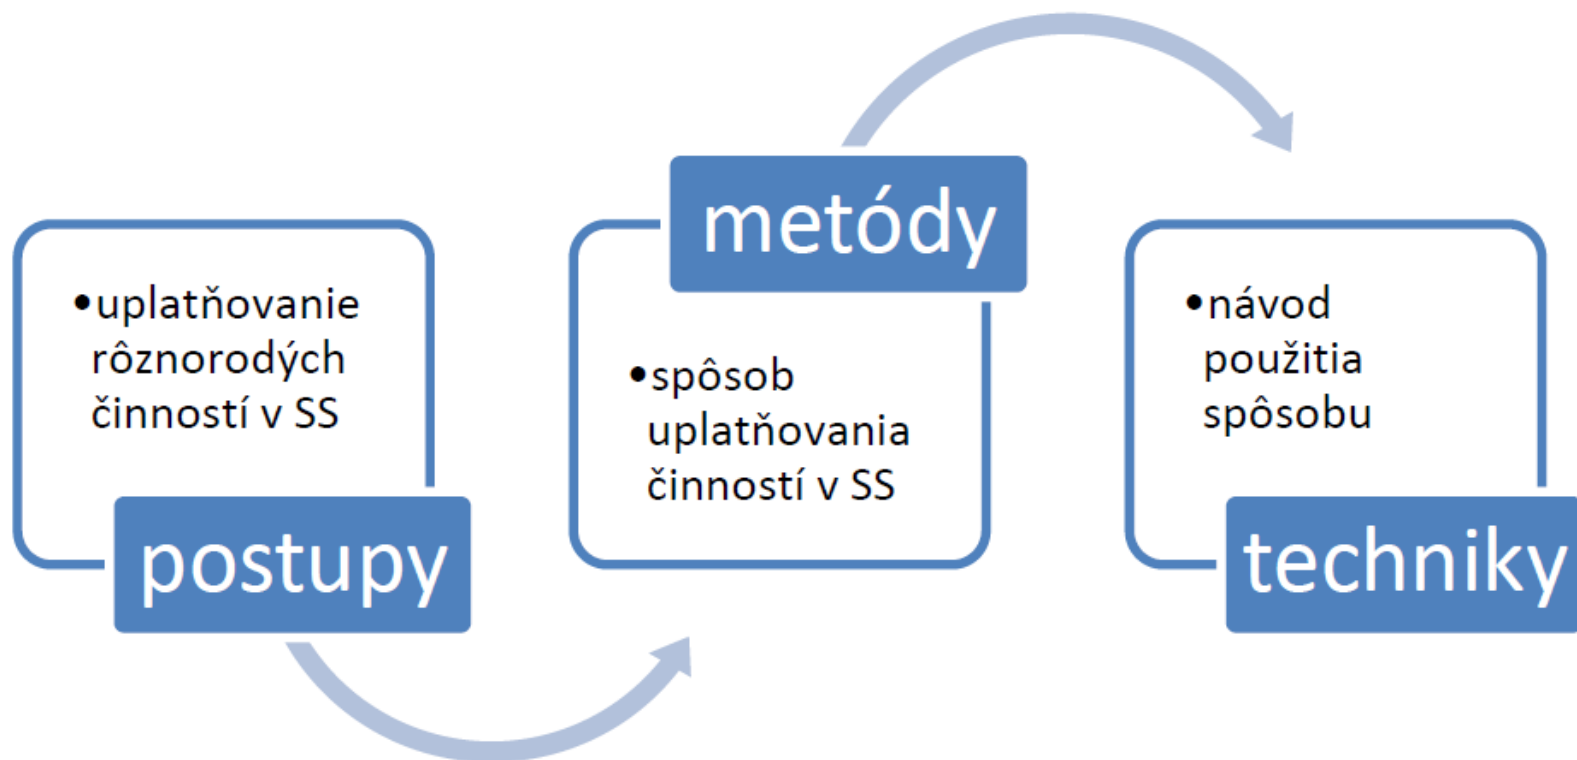 •uplatňovanie
rôznorodých
činností v SS
postupy
metódy
•spôsob
uplatňovania
činností v SS
•návod
použitia
spôsobu
techniky